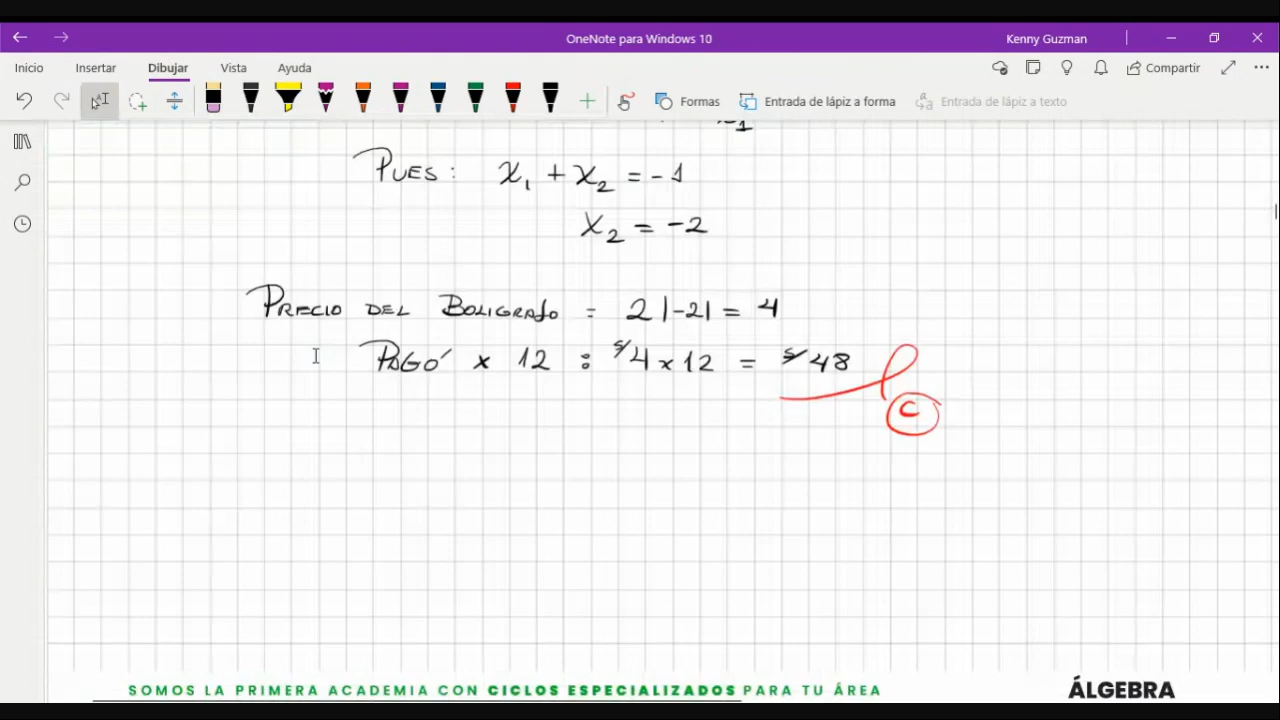 OneNote para Windows 10
Kenny Guzman
Inicio Insertar Dibujar Vista Ayuda
Compartir
Formas Entrada de lápiz a forma Entrada de lápiz a texto
PUES: x₁ + x₂ = -1
x₂ = -2
PRECIO DEL BOLIGRAFO = 2|-2| = 4
PAGÓ x 12 : S/4 x 12 = S/48
C
SOMOS LA PRIMERA ACADEMIA CON CICLOS ESPECIALIZADOS PARA TU ÁREA
ÁLGEBRA